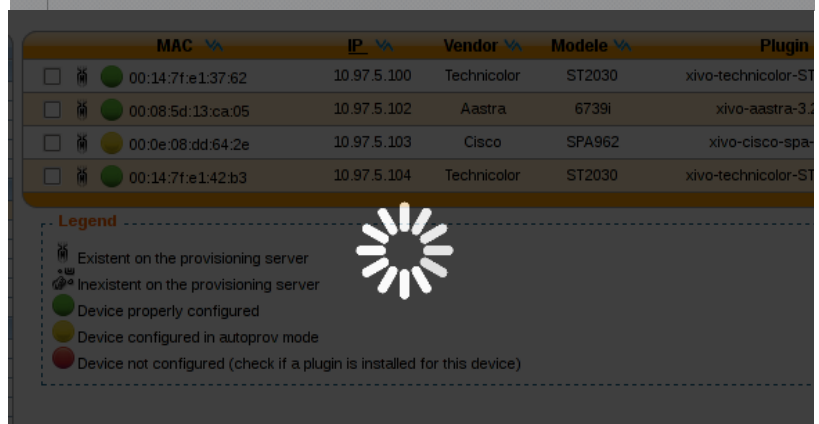 MAC IP Vendor Modele Plugin
00:14:7f:e1:37:62 10.97.5.100 Technicolor ST2030 xivo-technicolor-ST
00:08:5d:13:ca:05 10.97.5.102 Aastra 6739i xivo-aastra-3.2
00:0e:08:dd:64:2e 10.97.5.103 Cisco SPA962 xivo-cisco-spa-
00:14:7f:e1:42:b3 10.97.5.104 Technicolor ST2030 xivo-technicolor-ST
Legend
Existent on the provisioning server
Inexistent on the provisioning server
Device properly configured
Device configured in autoprov mode
Device not configured (check if a plugin is installed for this device)